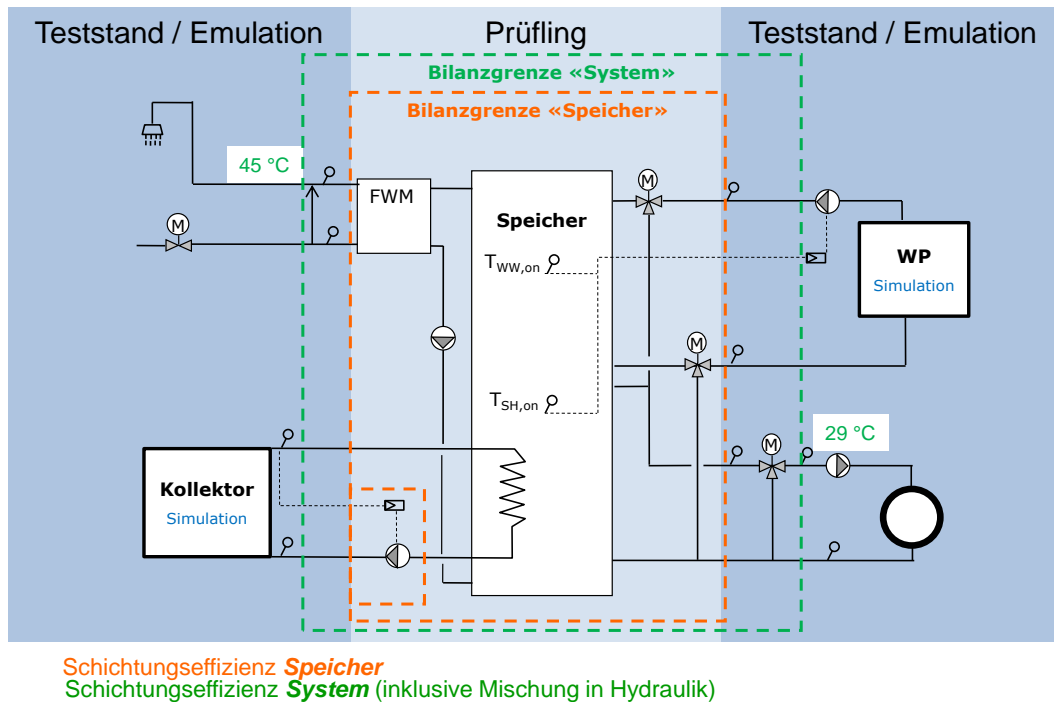 Teststand / Emulation
Prüfling
Teststand / Emulation
Bilanzgrenze «System»
Bilanzgrenze «Speicher»
45 °C
FWM
M
M
Speicher
T_WW,on
WP
Simulation
M
T_SH,on
M
29 °C
Kollektor
Simulation
Schichtungseffizienz Speicher
Schichtungseffizienz System (inklusive Mischung in Hydraulik)